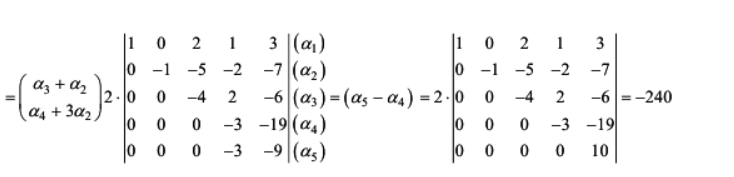 |1 0 2 1 3|(α₁) |1 0 2 1 3|
|0 −1 −5 −2 −7|(α₂) |0 −1 −5 −2 −7|
=(α₃ + α₂ / α₄ + 3α₂)2·|0 0 −4 2 −6|(α₃)=(α₅ − α₄) =2·|0 0 −4 2 −6|=−240
|0 0 0 −3 −19|(α₄) |0 0 0 −3 −19|
|0 0 0 −3 −9|(α₅) |0 0 0 0 10|